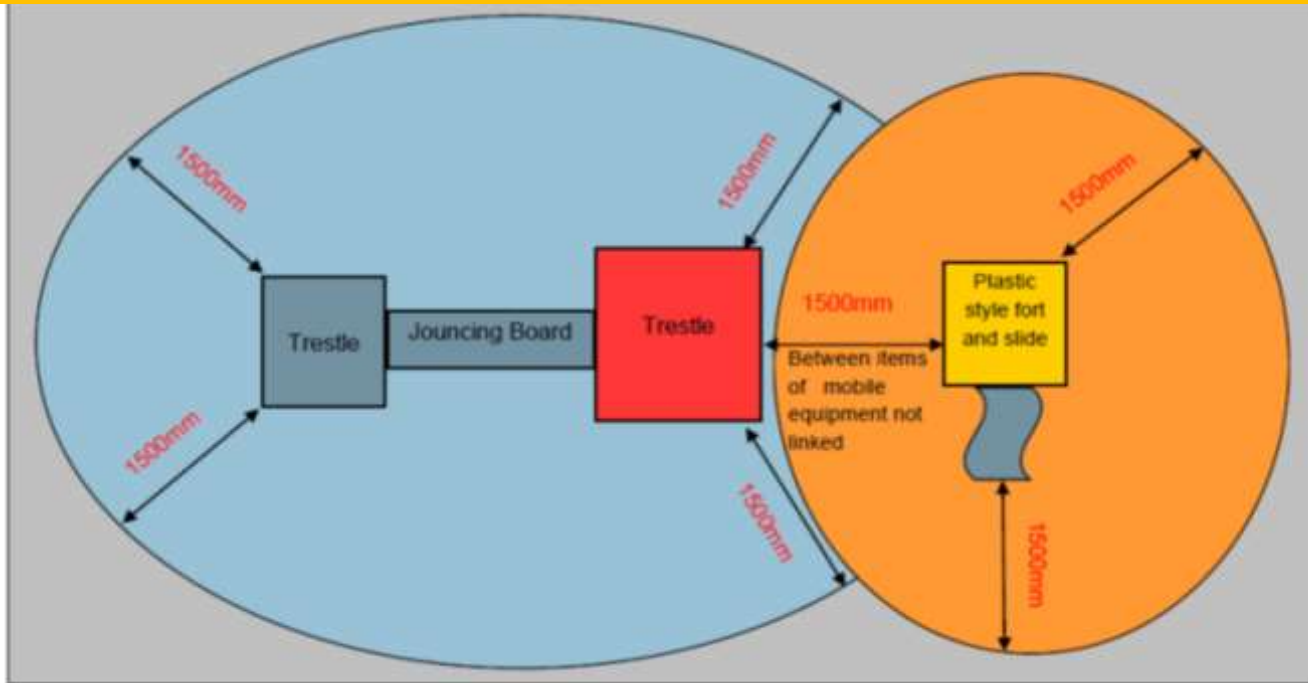 1500mm
1500mm
1500mm
Plastic
style fort
and slide
1500mm
Trestle
Jouncing Board
Trestle
Between items
of mobile
equipment not
linked
1500mm
1500mm
1500mm